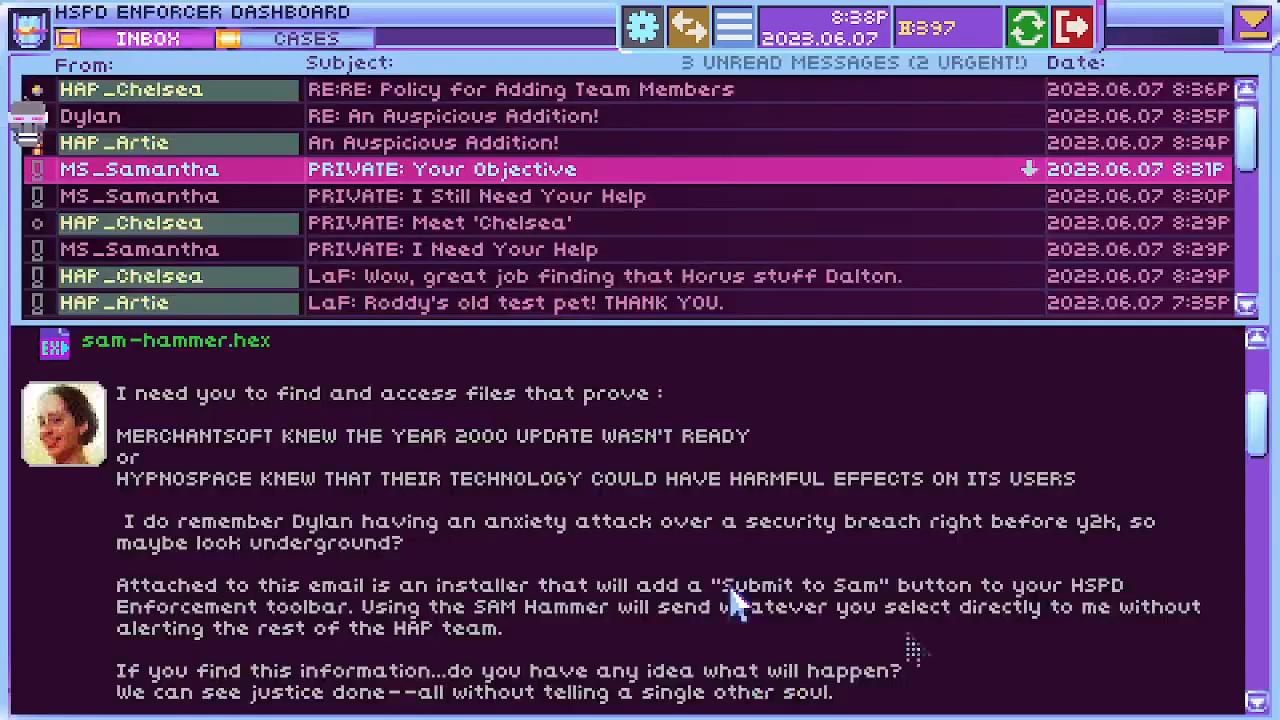 HSPD ENFORCER DASHBOARD
INBOX
CASES
8:38P
2023.06.07
397
From:
Subject:
3 UNREAD MESSAGES (2 URGENT!)
Date:
HAP_Chelsea RE:RE: Policy for Adding Team Members 2023.06.07 8:36P
Dylan RE: An Auspicious Addition! 2023.06.07 8:35P
HAP_Artie An Auspicious Addition! 2023.06.07 8:34P
MS_Samantha PRIVATE: Your Objective 2023.06.07 8:31P
MS_Samantha PRIVATE: I Still Need Your Help 2023.06.07 8:30P
HAP_Chelsea PRIVATE: Meet 'Chelsea' 2023.06.07 8:29P
MS_Samantha PRIVATE: I Need Your Help 2023.06.07 8:29P
HAP_Chelsea LaF: Wow, great job finding that Horus stuff Dalton. 2023.06.07 8:29P
HAP_Artie LaF: Roddy's old test pet! THANK YOU. 2023.06.07 7:35P
EXP
sam-hammer.hex
I need you to find and access files that prove :
MERCHANTSOFT KNEW THE YEAR 2000 UPDATE WASN'T READY
or
HYPNOSPACE KNEW THAT THEIR TECHNOLOGY COULD HAVE HARMFUL EFFECTS ON ITS USERS
I do remember Dylan having an anxiety attack over a security breach right before y2k, so
maybe look underground?
Attached to this email is an installer that will add a "Submit to Sam" button to your HSPD
Enforcement toolbar. Using the SAM Hammer will send whatever you select directly to me without
alerting the rest of the HAP team.
If you find this information...do you have any idea what will happen?
We can see justice done--all without telling a single other soul.